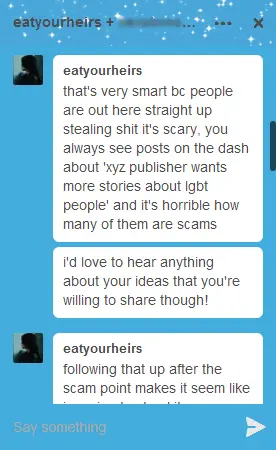 eatyourheirs + ...
eatyourheirs
that's very smart bc people
are out here straight up
stealing shit it's scary, you
always see posts on the dash
about 'xyz publisher wants
more stories about lgbt
people' and it's horrible how
many of them are scams
i'd love to hear anything
about your ideas that you're
willing to share though!
eatyourheirs
following that up after the
scam point makes it seem like
Say something